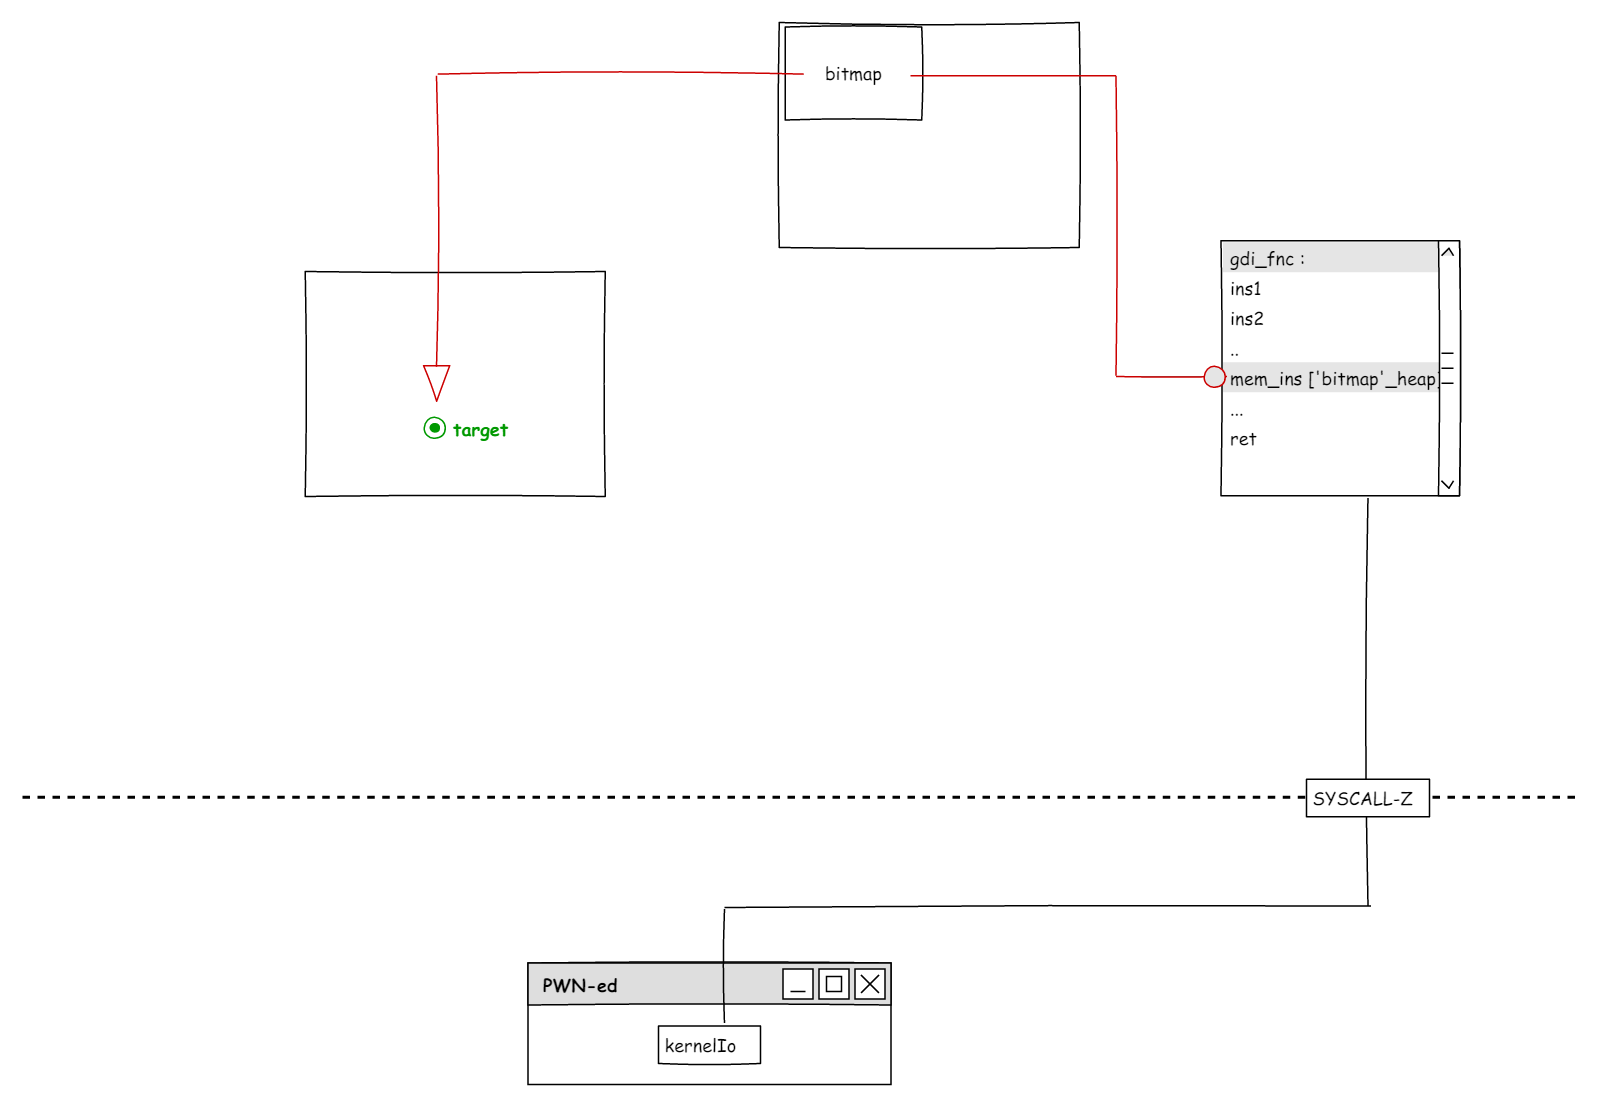 bitmap
gdi_fnc :
ins1
ins2
..
mem_ins ['bitmap'_heap]
...
ret
target
SYSCALL-Z
PWN-ed
kernelIo